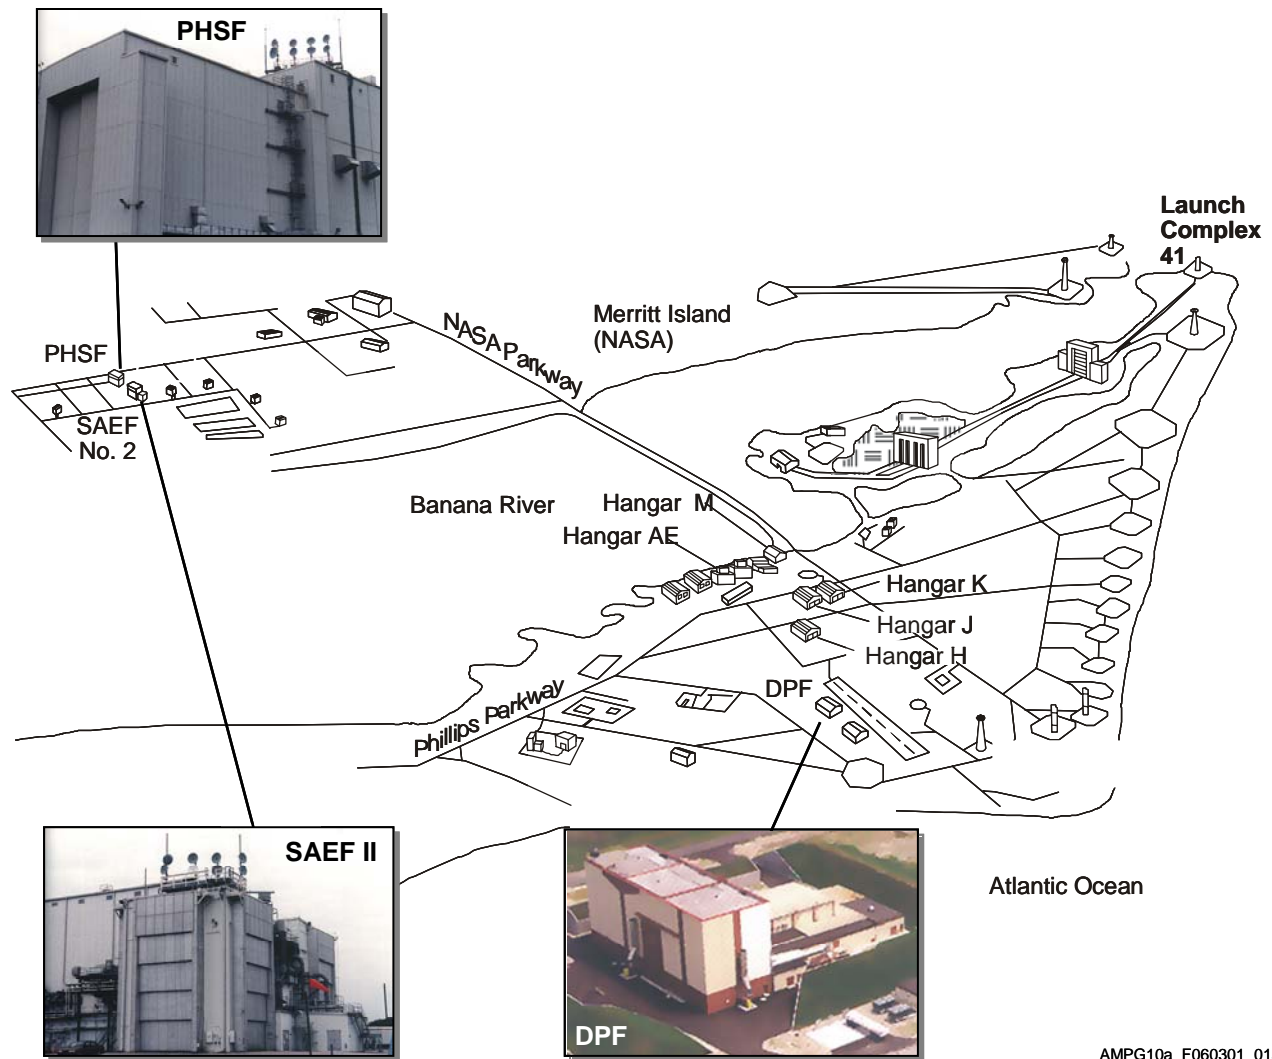 PHSF
Launch
Complex
41
Merritt Island
(NASA)
NASA Parkway
PHSF
SAEF
No. 2
Banana River
Hangar M
Hangar AE
Hangar K
Hangar J
Hangar H
DPF
Phillips Parkway
SAEF II
Atlantic Ocean
DPF
AMPG10a_F060301_01